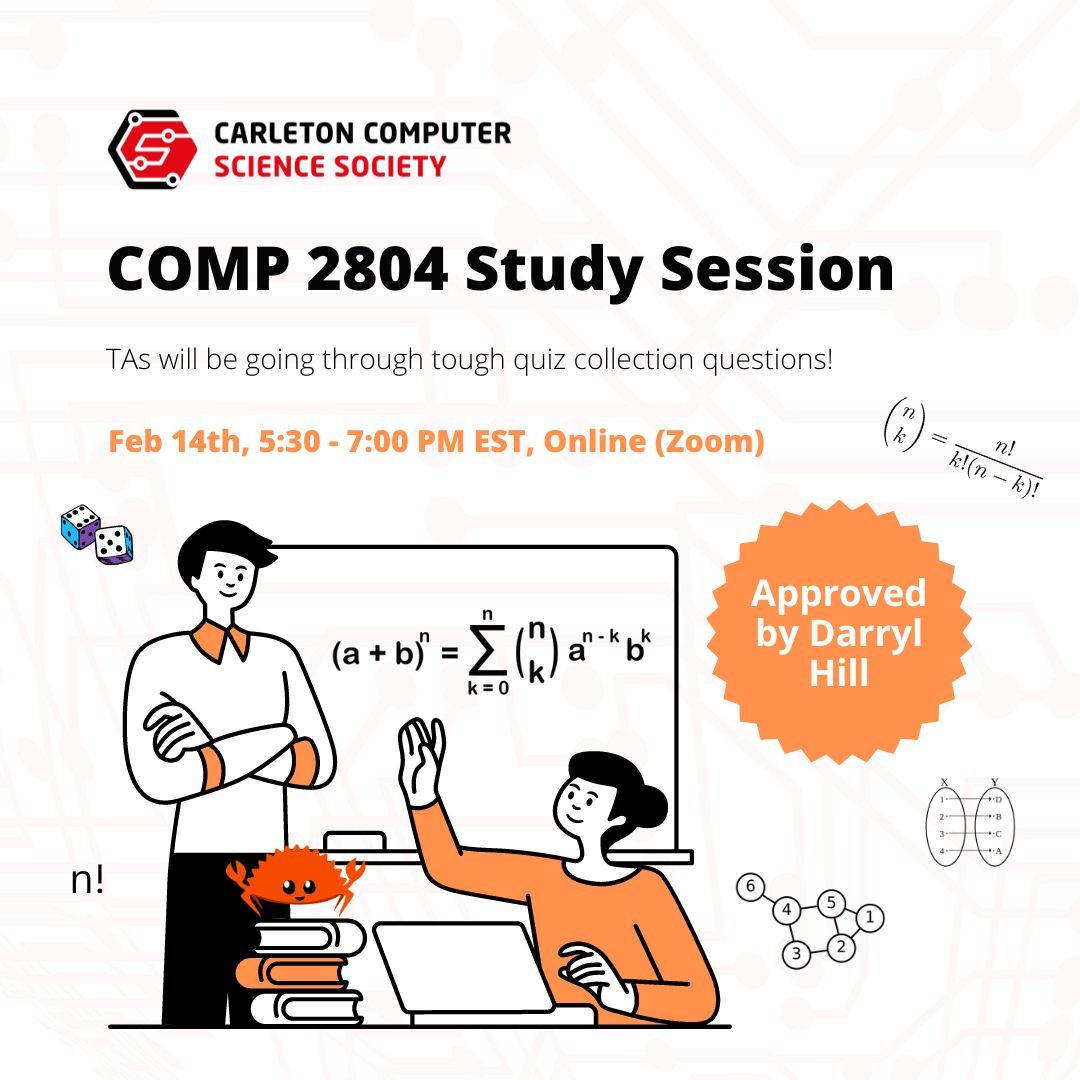 CARLETON COMPUTER
SCIENCE SOCIETY
COMP 2804 Study Session
TAs will be going through tough quiz collection questions!
Feb 14th, 5:30 - 7:00 PM EST, Online (Zoom)
(n k) = n! / k!(n − k)!
(a + b)^n = ∑ k = 0 n (n k) a^n - k b^k
Approved
by Darryl
Hill
X Y
1 D
2 B
3 C
4 A
n!
6
4 5 1
3 2